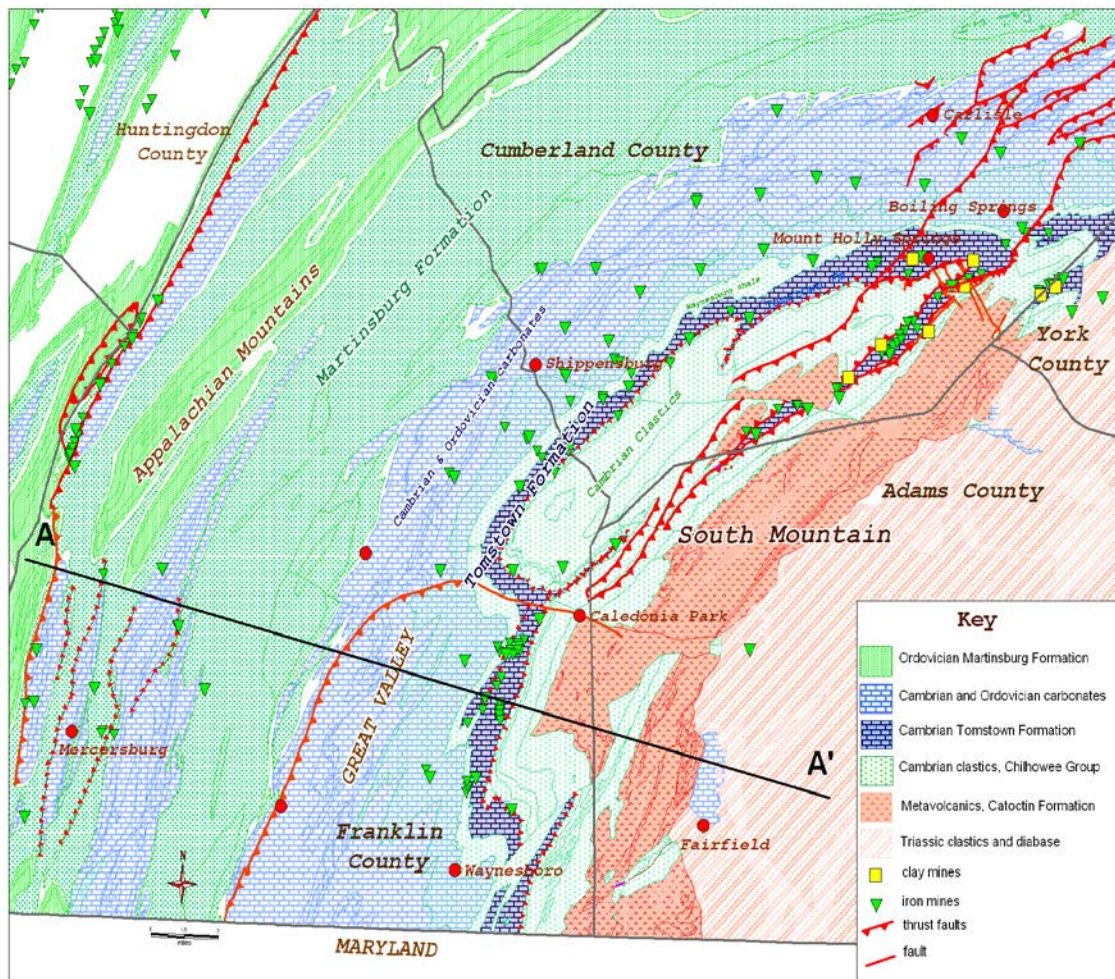 Huntingdon
County
Carlisle
Cumberland County
Boiling Springs
Mount Holly Springs
Waynesboro shale
York
County
Appalachian Mountains
Martinsburg Formation
Cambrian & Ordovician carbonates
Shippensburg
Tomstown Formation
Cambrian Clastics
Adams County
South Mountain
A
Caledonia Park
GREAT VALLEY
Mercersburg
A'
Franklin
County
Fairfield
Waynesboro
N
miles
MARYLAND
Key
Ordovician Martinsburg Formation
Cambrian and Ordovician carbonates
Cambrian Tomstown Formation
Cambrian clastics, Chilhowee Group
Metavolcanics, Catoctin Formation
Triassic clastics and diabase
clay mines
iron mines
thrust faults
fault